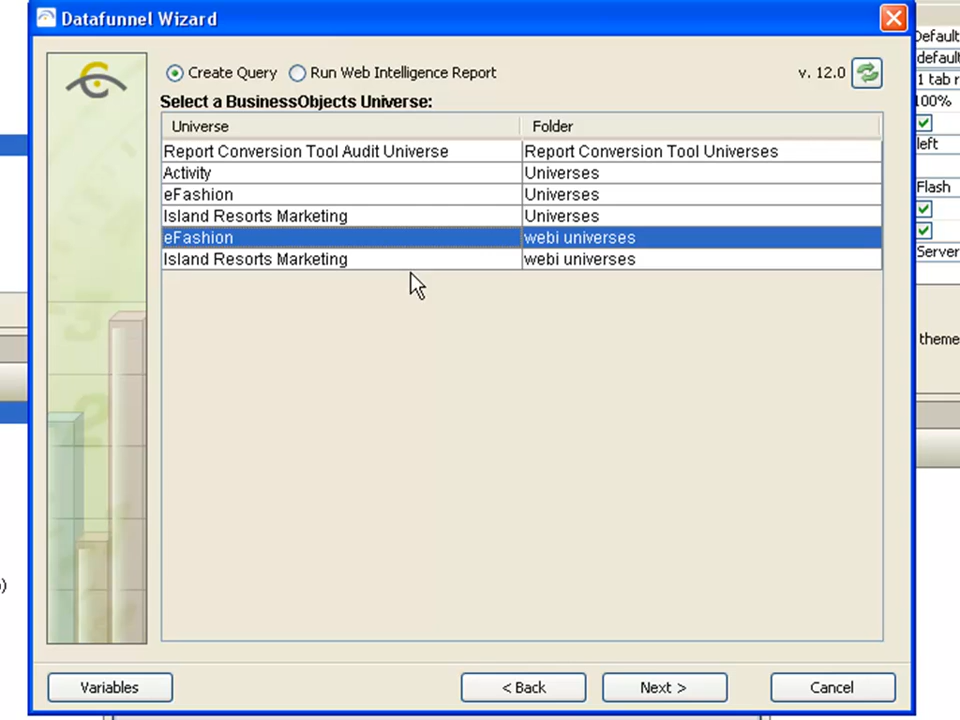 Datafunnel Wizard
Create Query Run Web Intelligence Report v. 12.0
Select a BusinessObjects Universe:
Universe Folder
Report Conversion Tool Audit Universe Report Conversion Tool Universes
Activity Universes
eFashion Universes
Island Resorts Marketing Universes
eFashion webi universes
Island Resorts Marketing webi universes
Variables < Back Next > Cancel
Default
default
1 tab r
100%
left
Flash
Server
theme